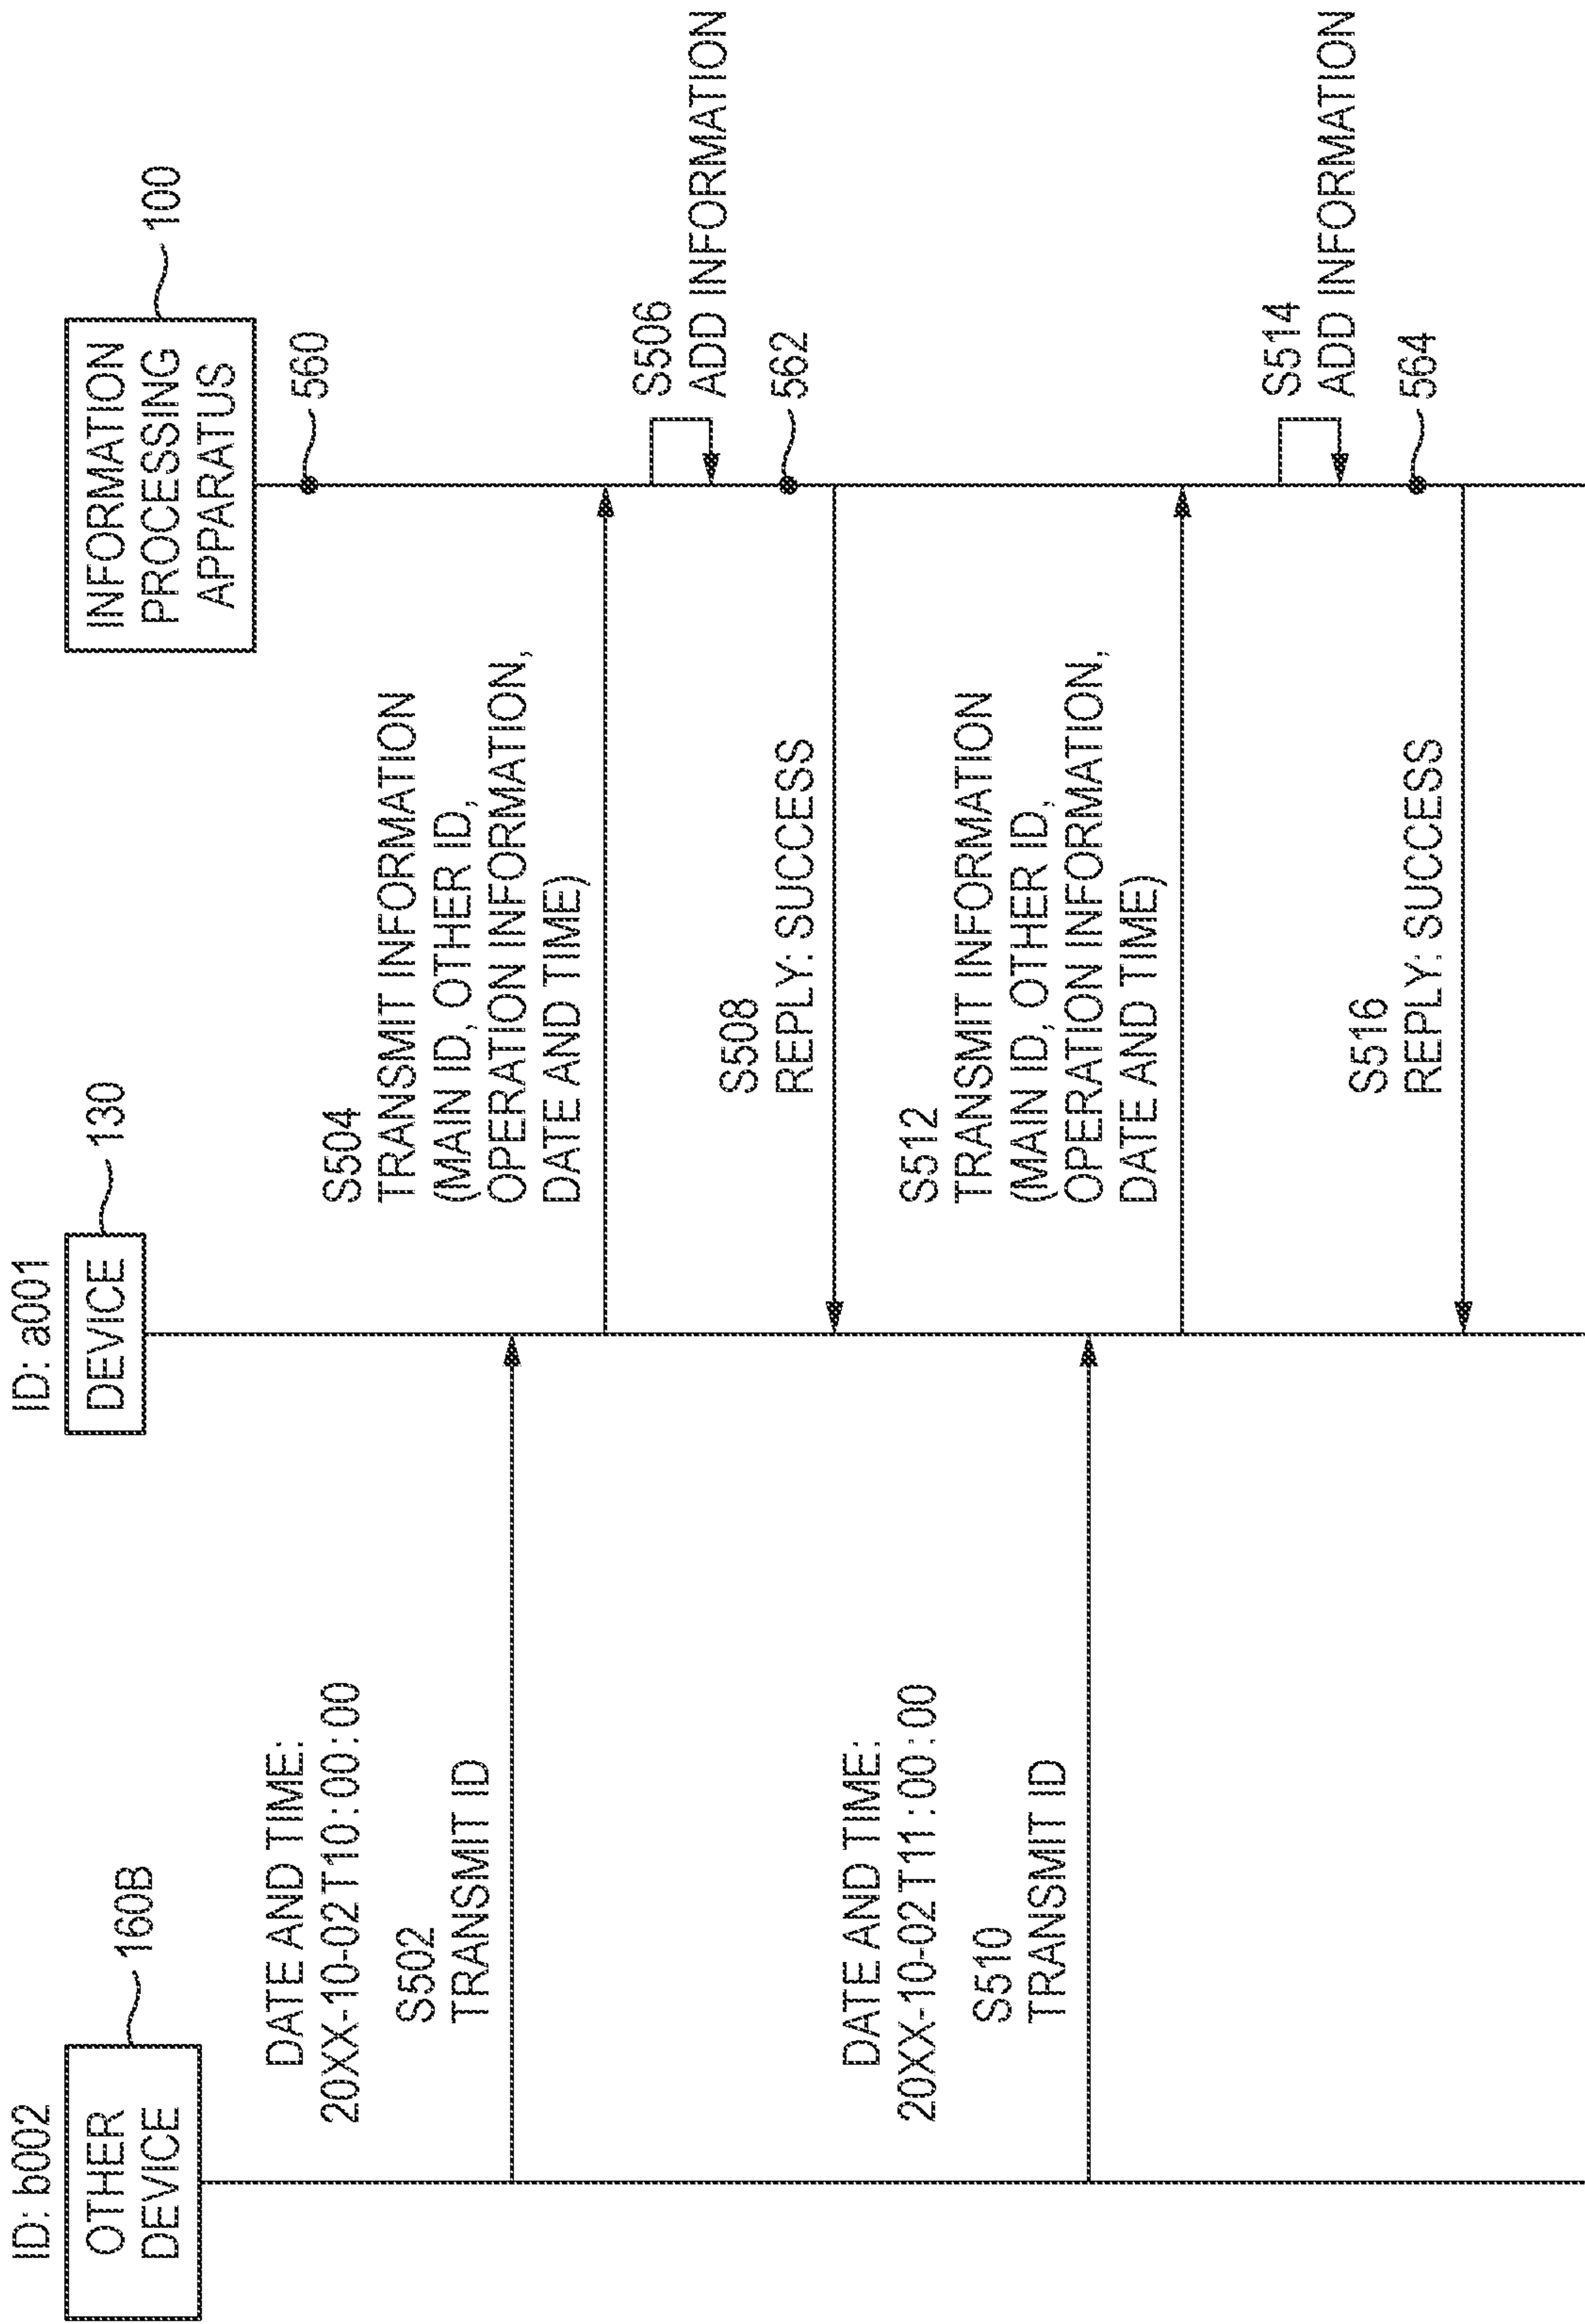 ID: b002
OTHER
DEVICE
160B
ID: a001
DEVICE
130
INFORMATION
PROCESSING
APPARATUS
100
560
DATE AND TIME:
20XX-10-02T10:00:00
S502
TRANSMIT ID
S504
TRANSMIT INFORMATION
(MAIN ID, OTHER ID,
OPERATION INFORMATION,
DATE AND TIME)
S506
ADD INFORMATION
562
S508
REPLY: SUCCESS
DATE AND TIME:
20XX-10-02T11:00:00
S510
TRANSMIT ID
S512
TRANSMIT INFORMATION
(MAIN ID, OTHER ID,
OPERATION INFORMATION,
DATE AND TIME)
S514
ADD INFORMATION
564
S516
REPLY: SUCCESS